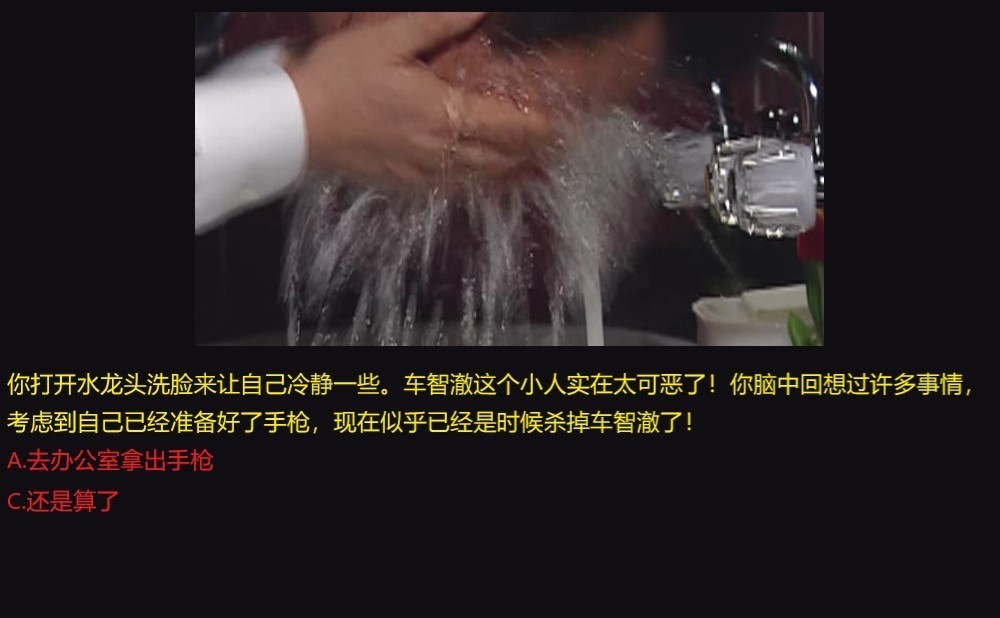 你打开水龙头洗脸来让自己冷静一些。车智澈这个小人实在太可恶了！你脑中回想过许多事情，
考虑到自己已经准备好了手枪，现在似乎已经是时候杀掉车智澈了！
A.去办公室拿出手枪
C.还是算了